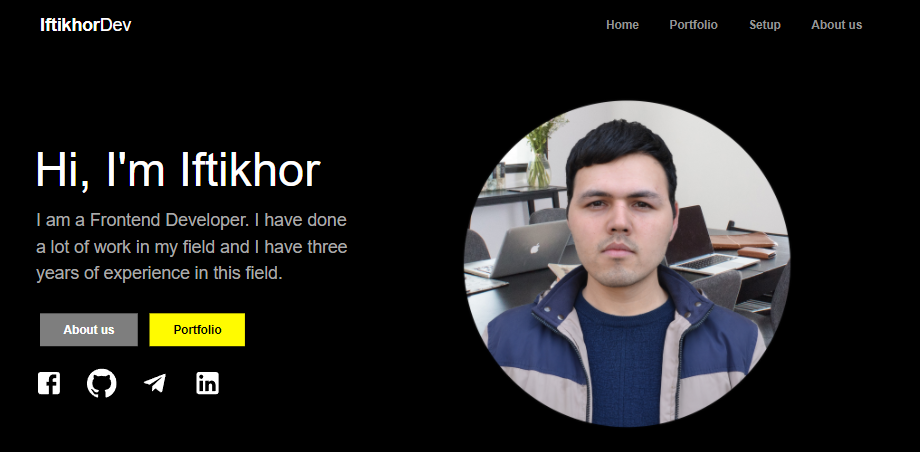 IftikhorDev
Home Portfolio Setup About us
Hi, I'm Iftikhor
I am a Frontend Developer. I have done
a lot of work in my field and I have three
years of experience in this field.
About us Portfolio